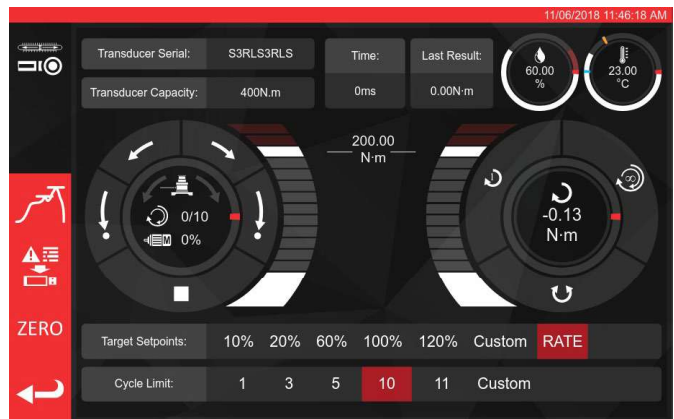 11/06/2018 11:46:18 AM
Transducer Serial: S3RLS3RLS
Time: Last Result:
Transducer Capacity: 400N.m
0ms 0.00N·m
60.00
%
23.00
°C
200.00
N·m
0/10
M 0%
∞
-0.13
N·m
ZERO
Target Setpoints: 10% 20% 60% 100% 120% Custom RATE
Cycle Limit: 1 3 5 10 11 Custom